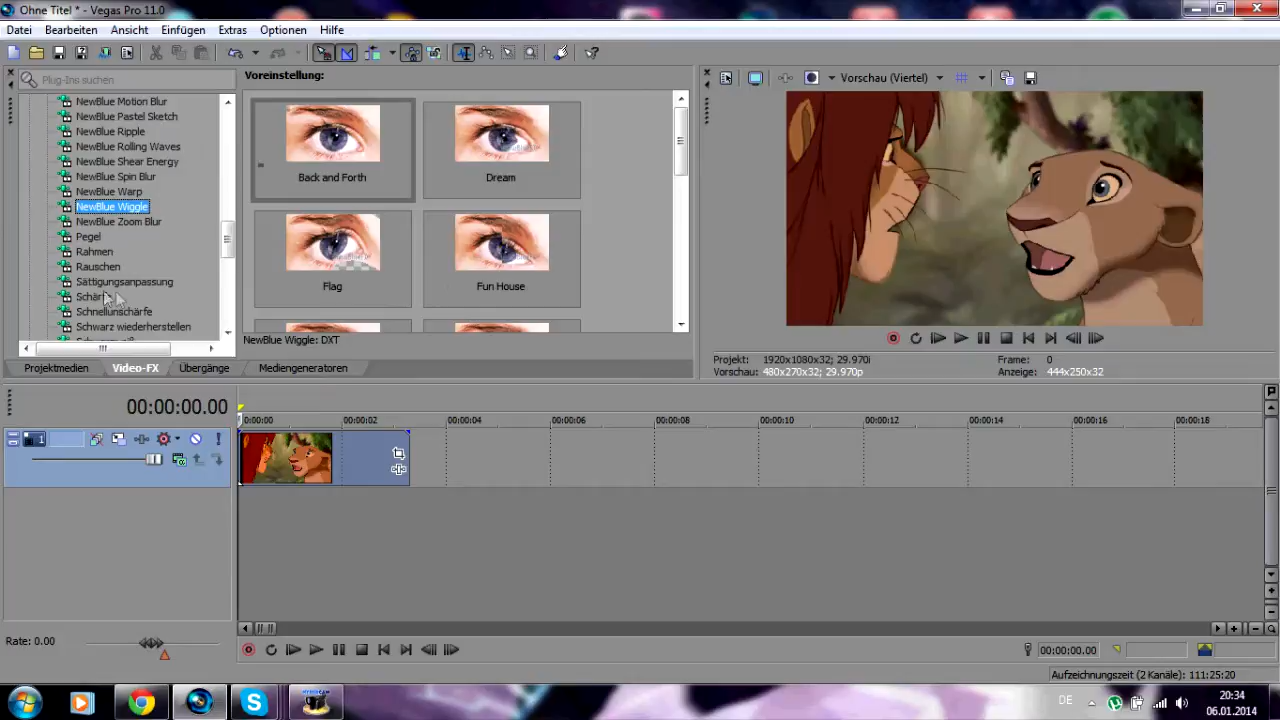 Ohne Titel * - Vegas Pro 11.0
Datei Bearbeiten Ansicht Einfügen Extras Optionen Hilfe
Plug-Ins suchen
NewBlue Motion Blur
NewBlue Pastel Sketch
NewBlue Ripple
NewBlue Rolling Waves
NewBlue Shear Energy
NewBlue Spin Blur
NewBlue Warp
NewBlue Wiggle
NewBlue Zoom Blur
Pegel
Rahmen
Rauschen
Sättigungsanpassung
Schärfe
Schnellunschärfe
Schwarz wiederherstellen
Voreinstellung:
Back and Forth
Dream
Flag
Fun House
NewBlue Wiggle: DXT
Vorschau (Viertel)
Projekt: 1920x1080x32; 29.970i
Frame: 0
Vorschau: 480x270x32; 29.970p
Anzeige: 444x250x32
Projektmedien Video-FX Übergänge Mediengeneratoren
00:00:00.00
0:00:00 00:00:02 00:00:04 00:00:06 00:00:08 00:00:10 00:00:12 00:00:14 00:00:16 00:00:18
1
Rate: 0.00
00:00:00.00
Aufzeichnungszeit (2 Kanäle): 111:25:20
DE
20:34
06.01.2014